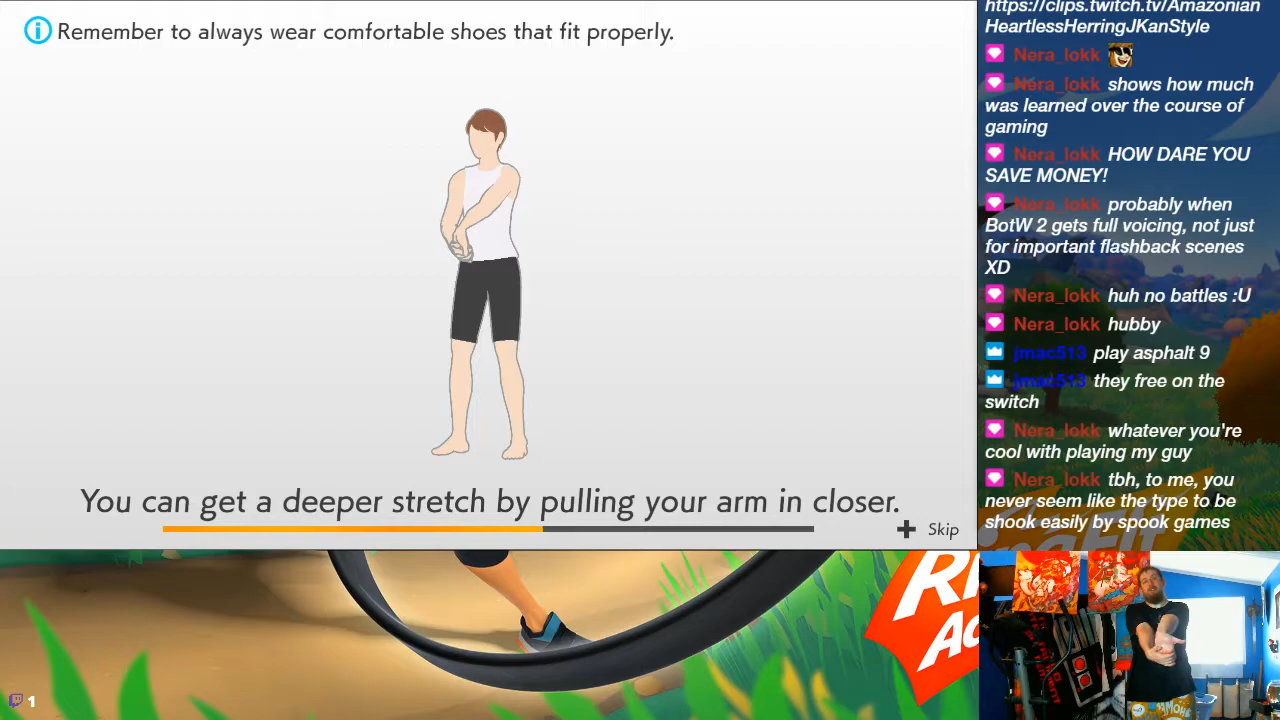 Remember to always wear comfortable shoes that fit properly.
You can get a deeper stretch by pulling your arm in closer.
Skip
1
https://clips.twitch.tv/Amazonian
HeartlessHerringJKanStyle
Nera_lokk
Nera_lokk shows how much
was learned over the course of
gaming
Nera_lokk HOW DARE YOU
SAVE MONEY!
Nera_lokk probably when
BotW 2 gets full voicing, not just
for important flashback scenes
XD
Nera_lokk huh no battles :U
Nera_lokk hubby
jmac513 play asphalt 9
jmac513 they free on the
switch
Nera_lokk whatever you're
cool with playing my guy
Nera_lokk tbh, to me, you
never seem like the type to be
shook easily by spook games